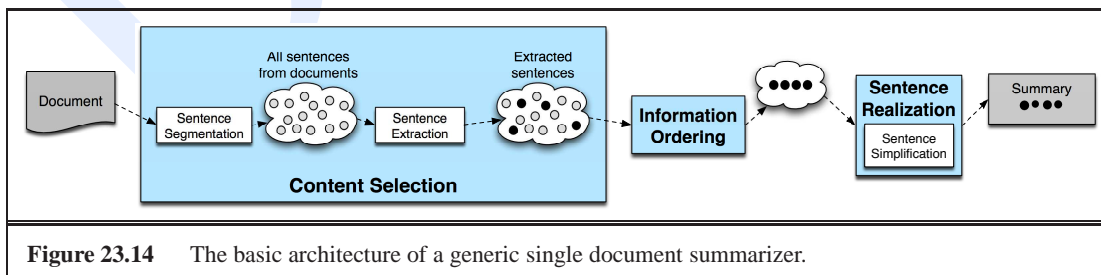 Document
Sentence
Segmentation
All sentences
from documents
Sentence
Extraction
Extracted
sentences
Content Selection
Information
Ordering
Sentence
Realization
Sentence
Simplification
Summary
Figure 23.14 The basic architecture of a generic single document summarizer.